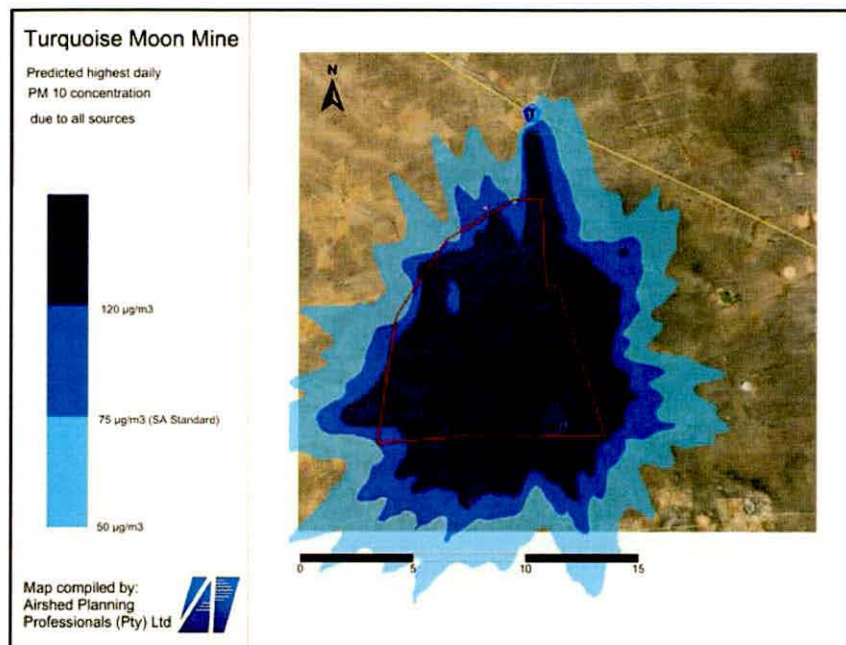 Turquoise Moon Mine
Predicted highest daily
PM 10 concentration
due to all sources
120 µg/m3
75 µg/m3 (SA Standard)
50 µg/m3
Map compiled by:
Airshed Planning
Professionals (Pty) Ltd
N
0 5 10 15